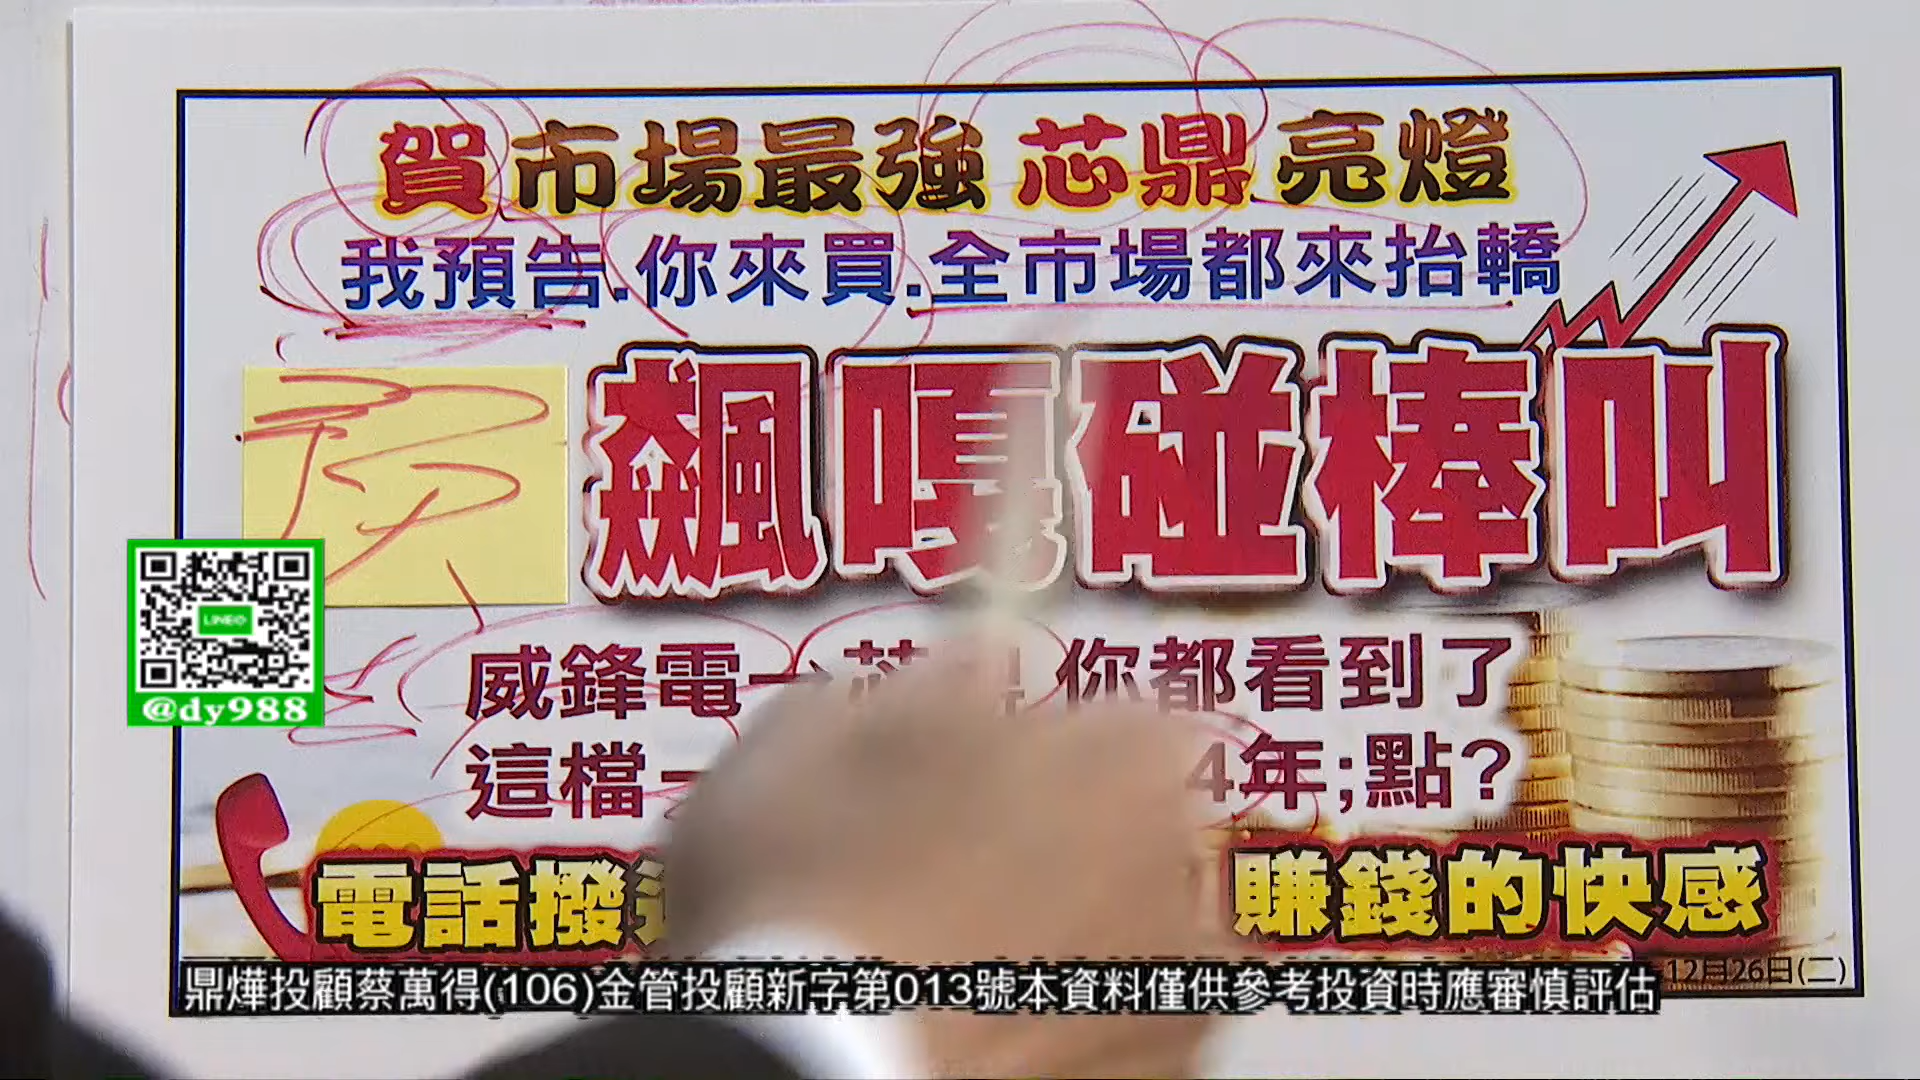 賀市場最強 芯鼎亮燈
我預告.你來買.全市場都來抬轎
飆嘎碰棒叫
威鋒電→芯鼎 你都看到了
這檔 4年;點?
電話撥 賺錢的快感
LINE@
@dy988
12月26日(二)
鼎燁投顧蔡萬得(106)金管投顧新字第013號本資料僅供參考投資時應審慎評估